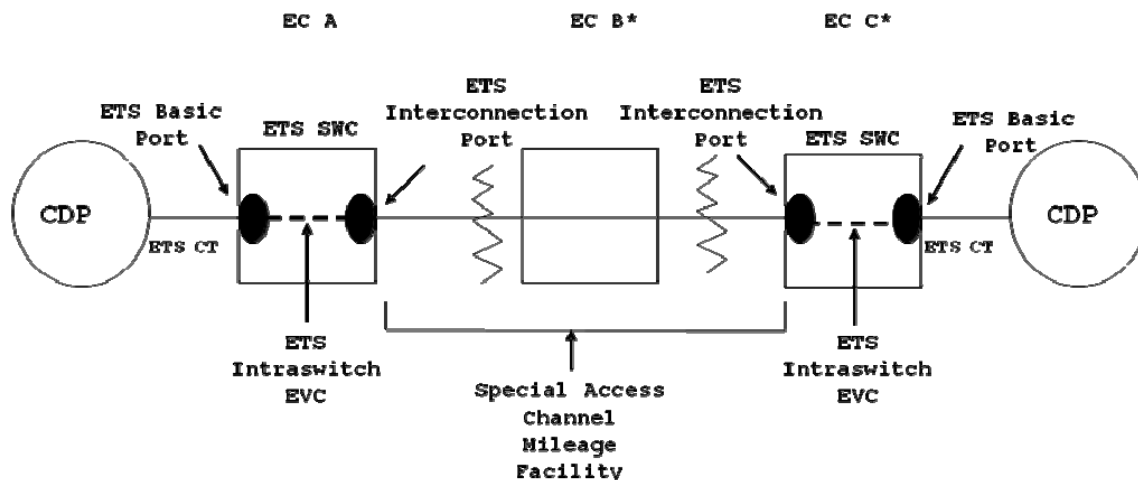 EC A
EC B*
EC C*
ETS
Interconnection
Port
ETS
Interconnection
Port
ETS Basic
Port
ETS SWC
ETS SWC
ETS Basic
Port
CDP
CDP
ETS CT
ETS CT
ETS
Intraswitch
EVC
ETS
Intraswitch
EVC
Special Access
Channel
Mileage
Facility